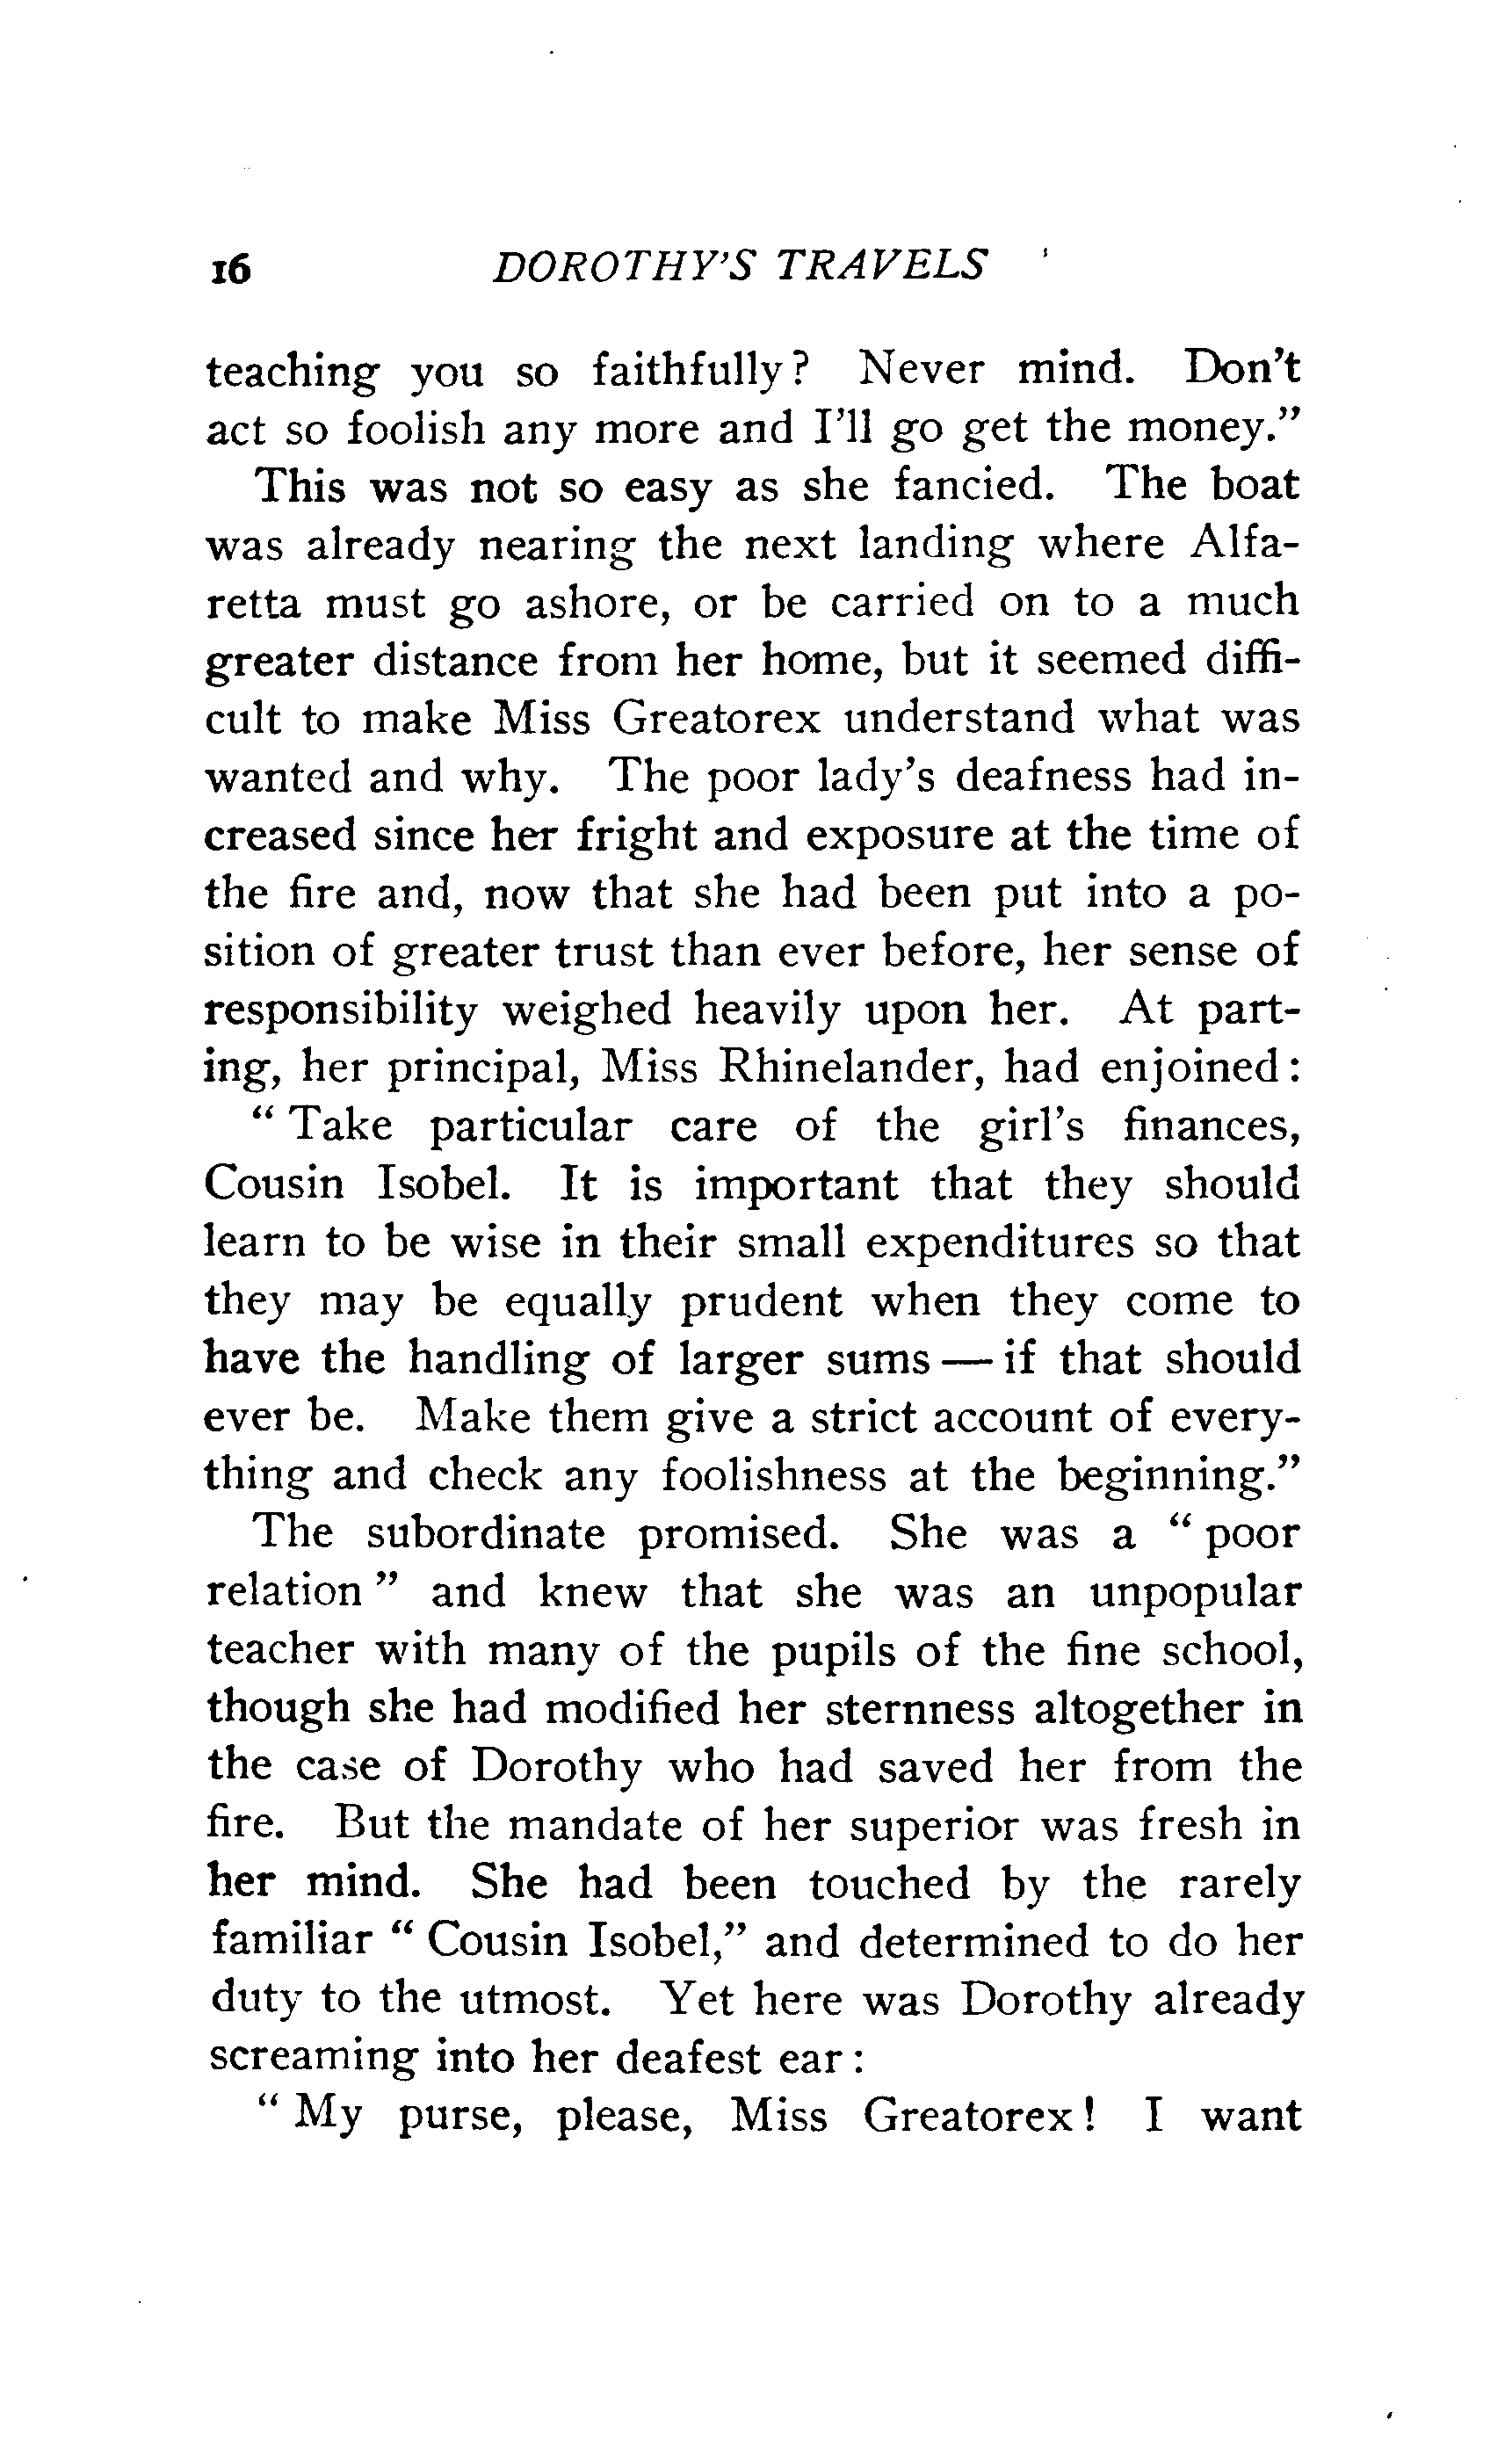 16 DOROTHY'S TRAVELS
teaching you so faithfully? Never mind. Don't
act so foolish any more and I'll go get the money."
This was not so easy as she fancied. The boat
was already nearing the next landing where Alfa-
retta must go ashore, or be carried on to a much
greater distance from her home, but it seemed diffi-
cult to make Miss Greatorex understand what was
wanted and why. The poor lady's deafness had in-
creased since her fright and exposure at the time of
the fire and, now that she had been put into a po-
sition of greater trust than ever before, her sense of
responsibility weighed heavily upon her. At part-
ing, her principal, Miss Rhinelander, had enjoined:
"Take particular care of the girl's finances,
Cousin Isobel. It is important that they should
learn to be wise in their small expenditures so that
they may be equally prudent when they come to
have the handling of larger sums — if that should
ever be. Make them give a strict account of every-
thing and check any foolishness at the beginning."
The subordinate promised. She was a "poor
relation" and knew that she was an unpopular
teacher with many of the pupils of the fine school,
though she had modified her sternness altogether in
the case of Dorothy who had saved her from the
fire. But the mandate of her superior was fresh in
her mind. She had been touched by the rarely
familiar "Cousin Isobel," and determined to do her
duty to the utmost. Yet here was Dorothy already
screaming into her deafest ear:
"My purse, please, Miss Greatorex! I want